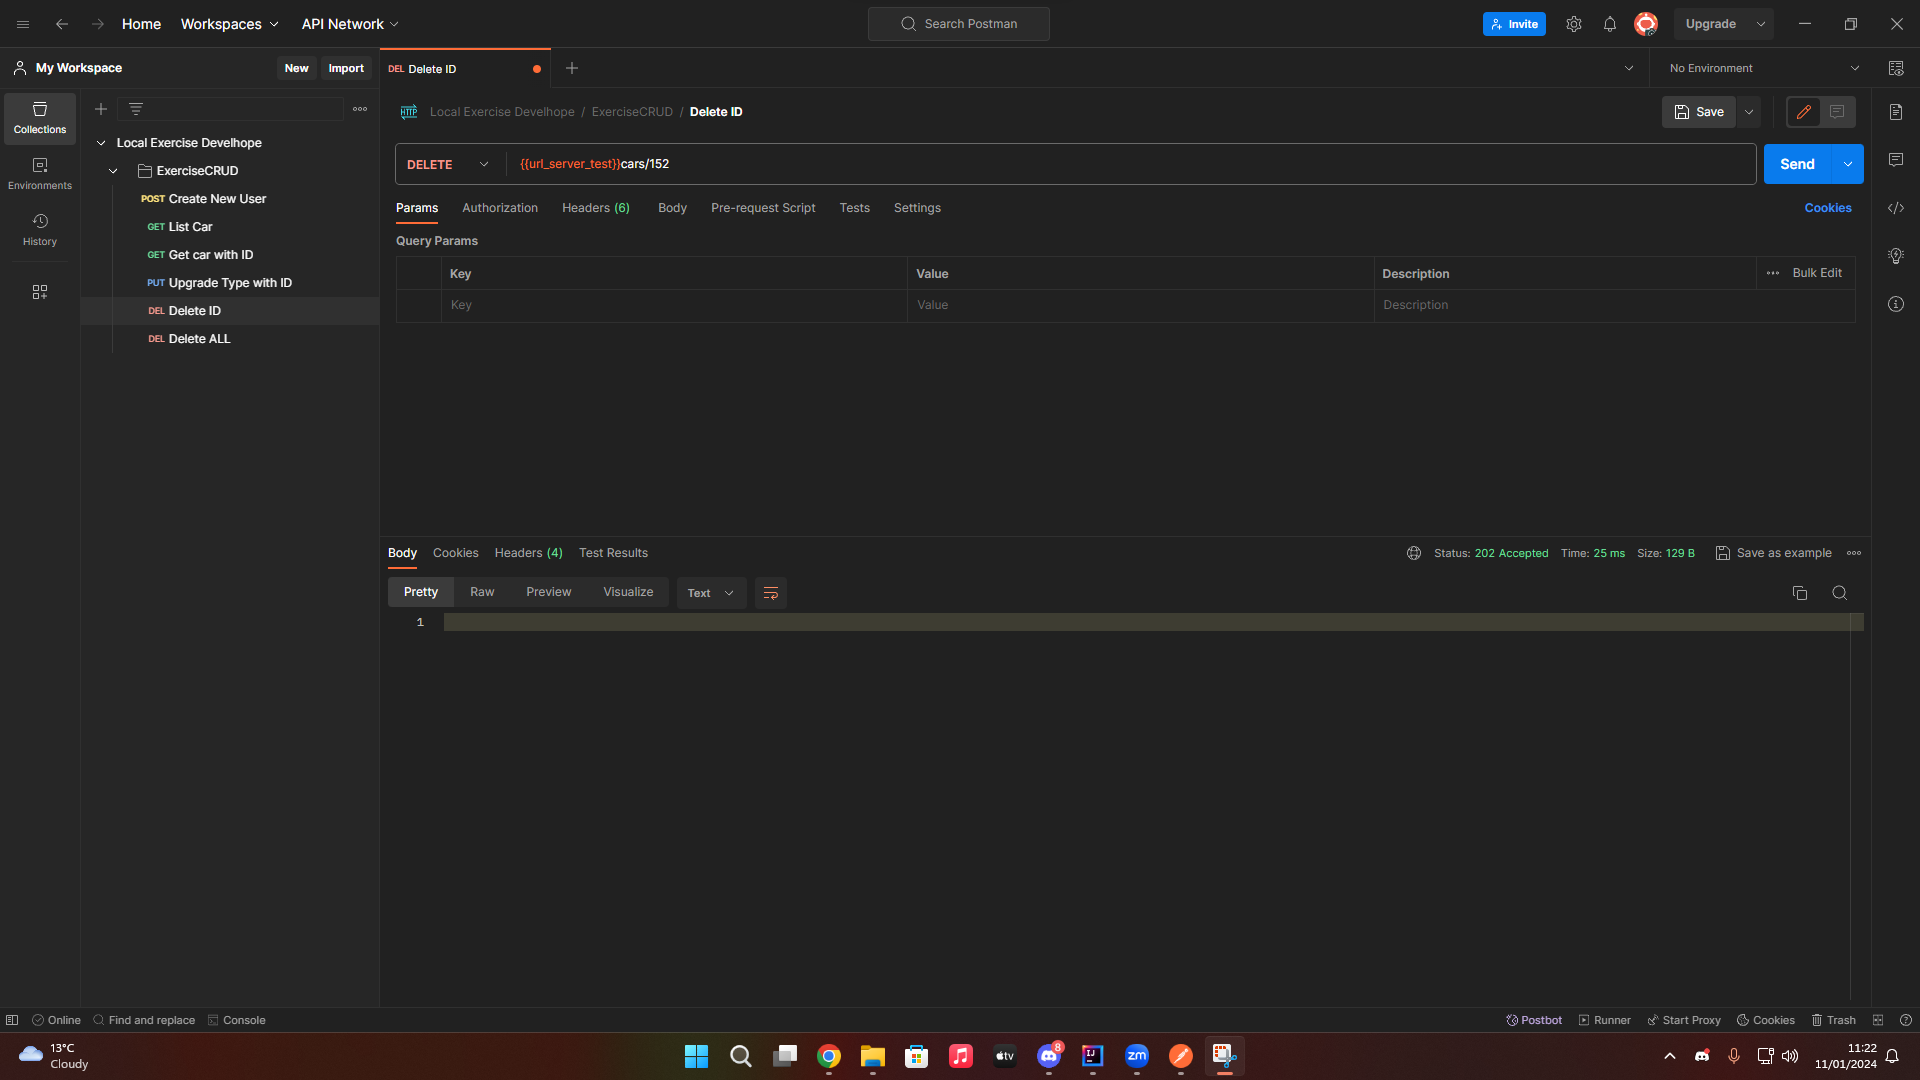 Home Workspaces API Network Search Postman Invite Upgrade
My Workspace New Import DEL Delete ID No Environment
Collections
Environments
History
Local Exercise Develhope
ExerciseCRUD
POST Create New User
GET List Car
GET Get car with ID
PUT Upgrade Type with ID
DEL Delete ID
DEL Delete ALL
HTTP Local Exercise Develhope / ExerciseCRUD / Delete ID Save
DELETE {{url_server_test}}cars/152 Send
Params Authorization Headers (6) Body Pre-request Script Tests Settings Cookies
Query Params
Key Value Description Bulk Edit
Key Value Description
Body Cookies Headers (4) Test Results Status: 202 Accepted Time: 25 ms Size: 129 B Save as example
Pretty Raw Preview Visualize Text
1
Online Find and replace Console Postbot Runner Start Proxy Cookies Trash
13°C
Cloudy
tv 8 IJ zm
11:22
11/01/2024